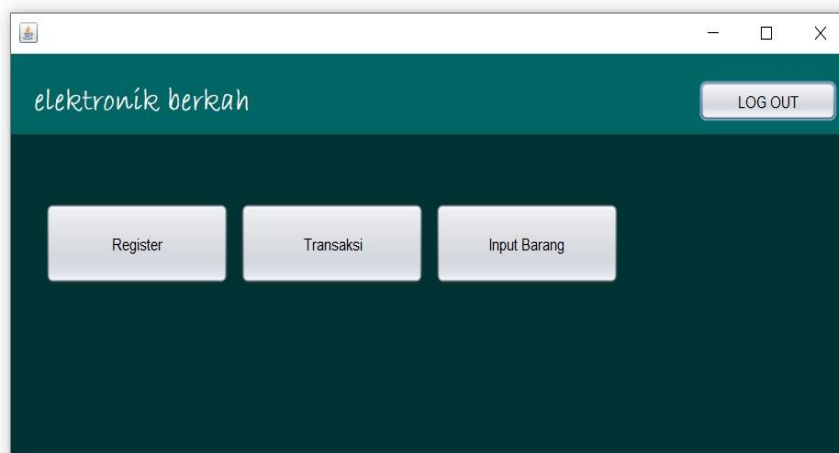 elektronik berkah
LOG OUT
Register
Transaksi
Input Barang